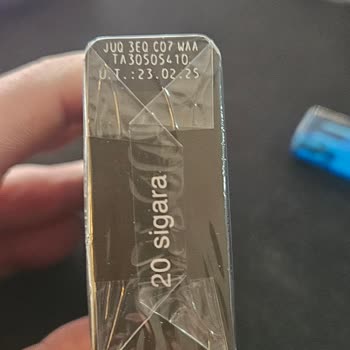 JUQ 3EQ C07 WAA
TA30505410
U.T.:23.02.25
20 sigara